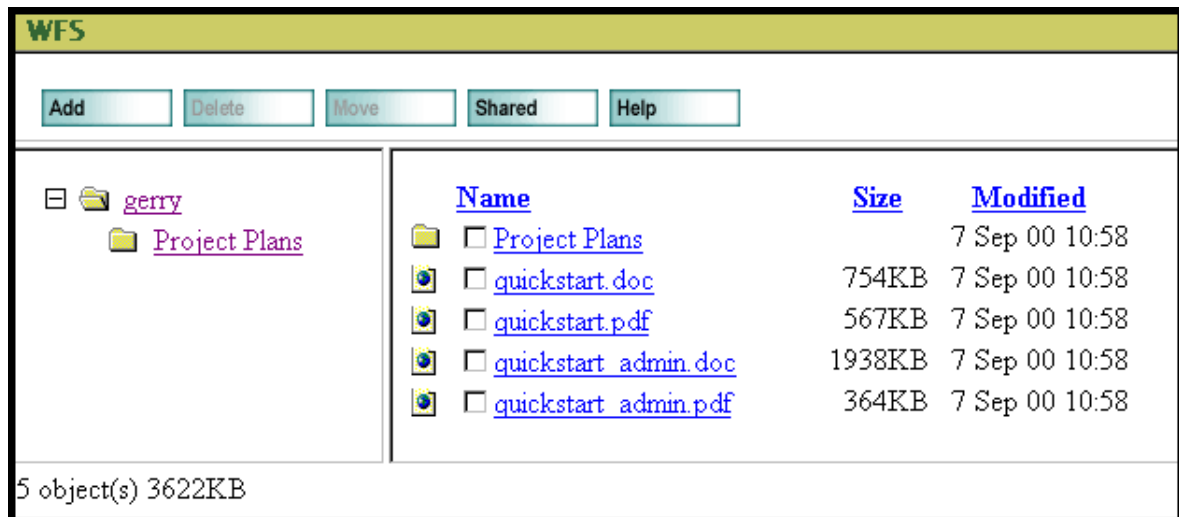 WFS
Add Delete Move Shared Help
gerry
Project Plans
Name Size Modified
Project Plans 7 Sep 00 10:58
quickstart.doc 754KB 7 Sep 00 10:58
quickstart.pdf 567KB 7 Sep 00 10:58
quickstart_admin.doc 1938KB 7 Sep 00 10:58
quickstart_admin.pdf 364KB 7 Sep 00 10:58
5 object(s) 3622KB